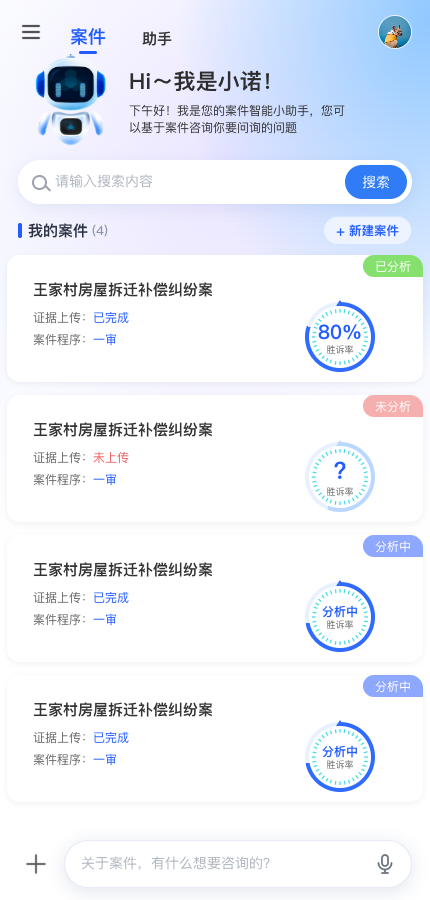 案件
助手
Hi～我是小诺！
下午好！我是您的案件智能小助手，您可
以基于案件咨询你要问询的问题
请输入搜索内容
搜索
我的案件 (4)
+ 新建案件
已分析
王家村房屋拆迁补偿纠纷案
证据上传：已完成
案件程序：一审
80%
胜诉率
未分析
王家村房屋拆迁补偿纠纷案
证据上传：未上传
案件程序：一审
?
胜诉率
分析中
王家村房屋拆迁补偿纠纷案
证据上传：已完成
案件程序：一审
分析中
胜诉率
分析中
王家村房屋拆迁补偿纠纷案
证据上传：已完成
案件程序：一审
分析中
胜诉率
关于案件，有什么想要咨询的？